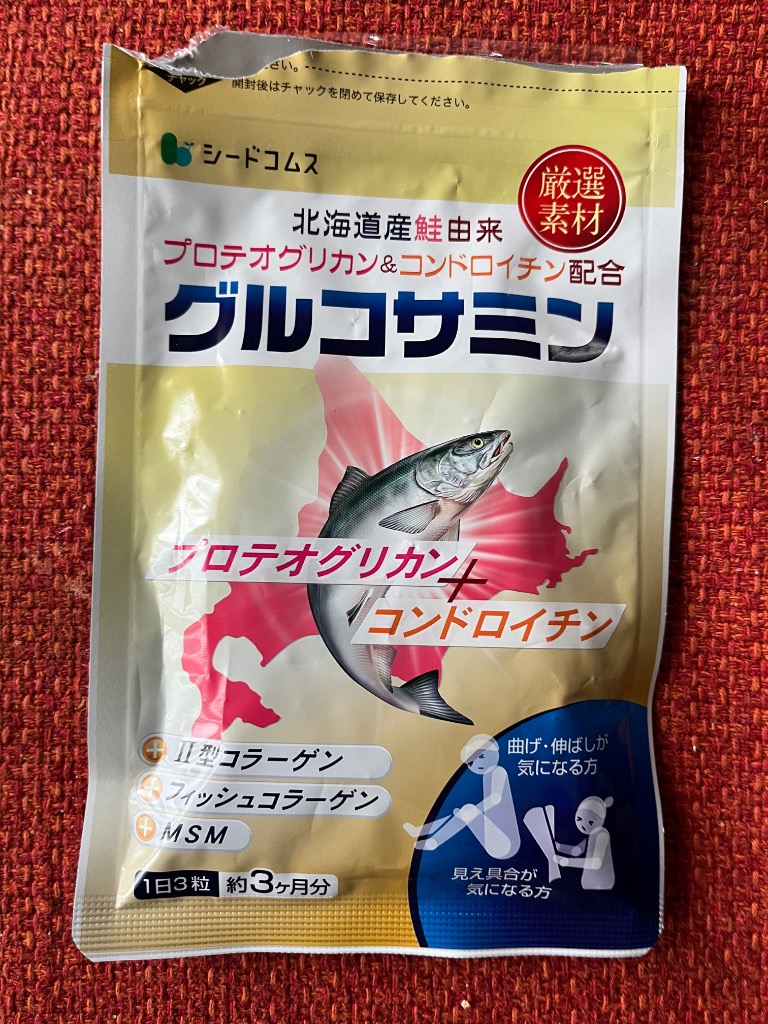 さい。
チャック
開封後はチャックを閉めて保存してください。
シードコムス
厳選
素材
北海道産鮭由来
プロテオグリカン&コンドロイチン配合
グルコサミン
プロテオグリカン
+
コンドロイチン
+ II型コラーゲン
+ フィッシュコラーゲン
+ MSM
曲げ・伸ばしが
気になる方
見え具合が
気になる方
1日3粒 約3ヶ月分